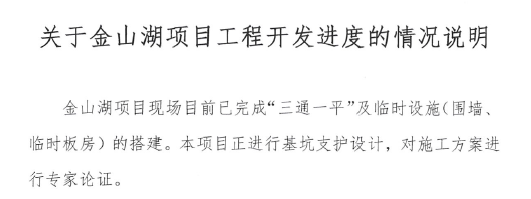 关于金山湖项目工程开发进度的情况说明
金山湖项目现场目前已完成“三通一平”及临时设施(围墙、
临时板房)的搭建。本项目正进行基坑支护设计，对施工方案进
行专家论证。